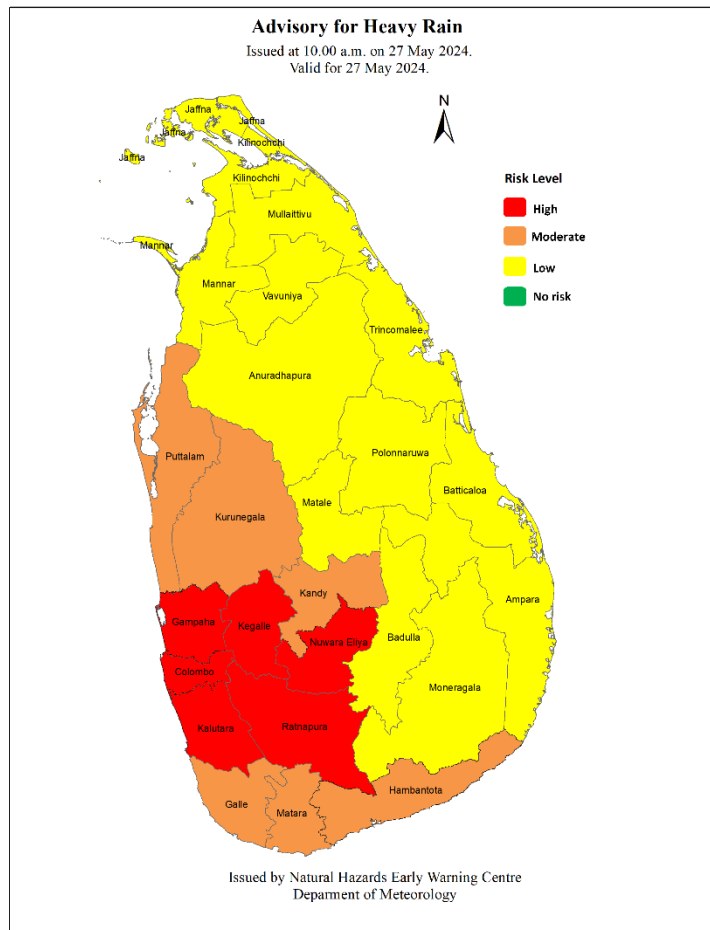 Advisory for Heavy Rain
Issued at 10.00 a.m. on 27 May 2024.
Valid for 27 May 2024.
N
Jaffna
Jaffna
Jaffna
Kilinochchi
Jaffna
Kilinochchi
Risk Level
High
Mullaittivu
Moderate
Mannar
Low
Mannar
Vavuniya
No risk
Trincomalee
Anuradhapura
Puttalam
Polonnaruwa
Batticaloa
Matale
Kurunegala
Kandy
Ampara
Gampaha
Kegalle
Nuwara Eliya
Badulla
Colombo
Moneragala
Kalutara
Ratnapura
Hambantota
Galle
Matara
Issued by Natural Hazards Early Warning Centre
Deparment of Meteorology